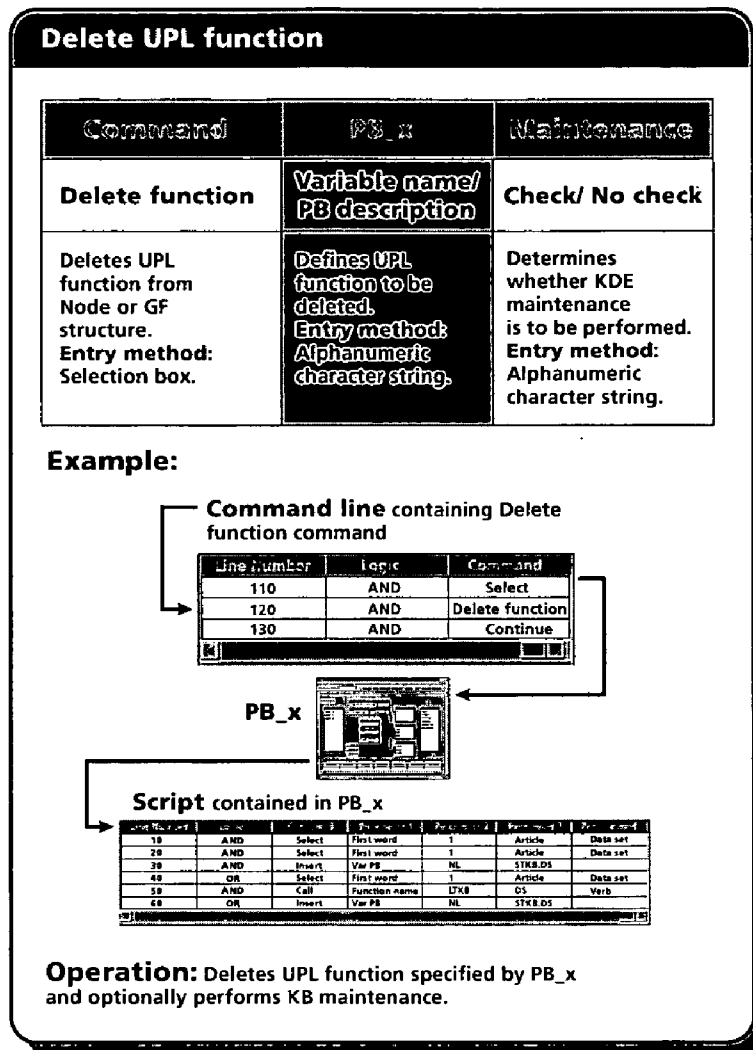 Delete UPL function
Command PB_x Maintenance
Delete function Variable name/ PB description Check/ No check
Deletes UPL
function from
Node or GF
structure.
Entry method:
Selection box.
Defines UPL
function to be
deleted.
Entry method:
Alphanumeric
character string.
Determines
whether KDE
maintenance
is to be performed.
Entry method:
Alphanumeric
character string.
Example:
Command line containing Delete
function command
Line Number Logic Command
110 AND Select
120 AND Delete function
130 AND Continue
PB_x
Script contained in PB_x
10 AND Select First word 1 Article Data set
20 AND Select First word 1 Article Data set
30 AND Insert Var PB NL STKB.DS
40 OR Select First word 1 Article Data set
50 AND Call Function name LTKB DS Verb
60 OR Insert Var PB NL STKB.DS
Operation: Deletes UPL function specified by PB_x
and optionally performs KB maintenance.